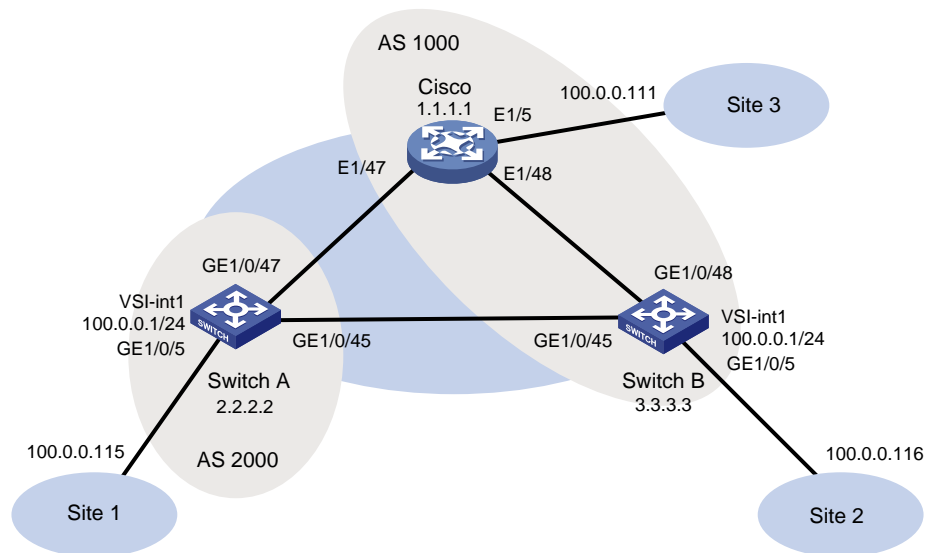 AS 1000
Cisco
1.1.1.1
E1/5
100.0.0.111
Site 3
E1/47
E1/48
GE1/0/47
GE1/0/48
VSI-int1
100.0.0.1/24
GE1/0/5
SWITCH
GE1/0/45
GE1/0/45
SWITCH
VSI-int1
100.0.0.1/24
GE1/0/5
Switch A
2.2.2.2
Switch B
3.3.3.3
AS 2000
100.0.0.115
100.0.0.116
Site 1
Site 2